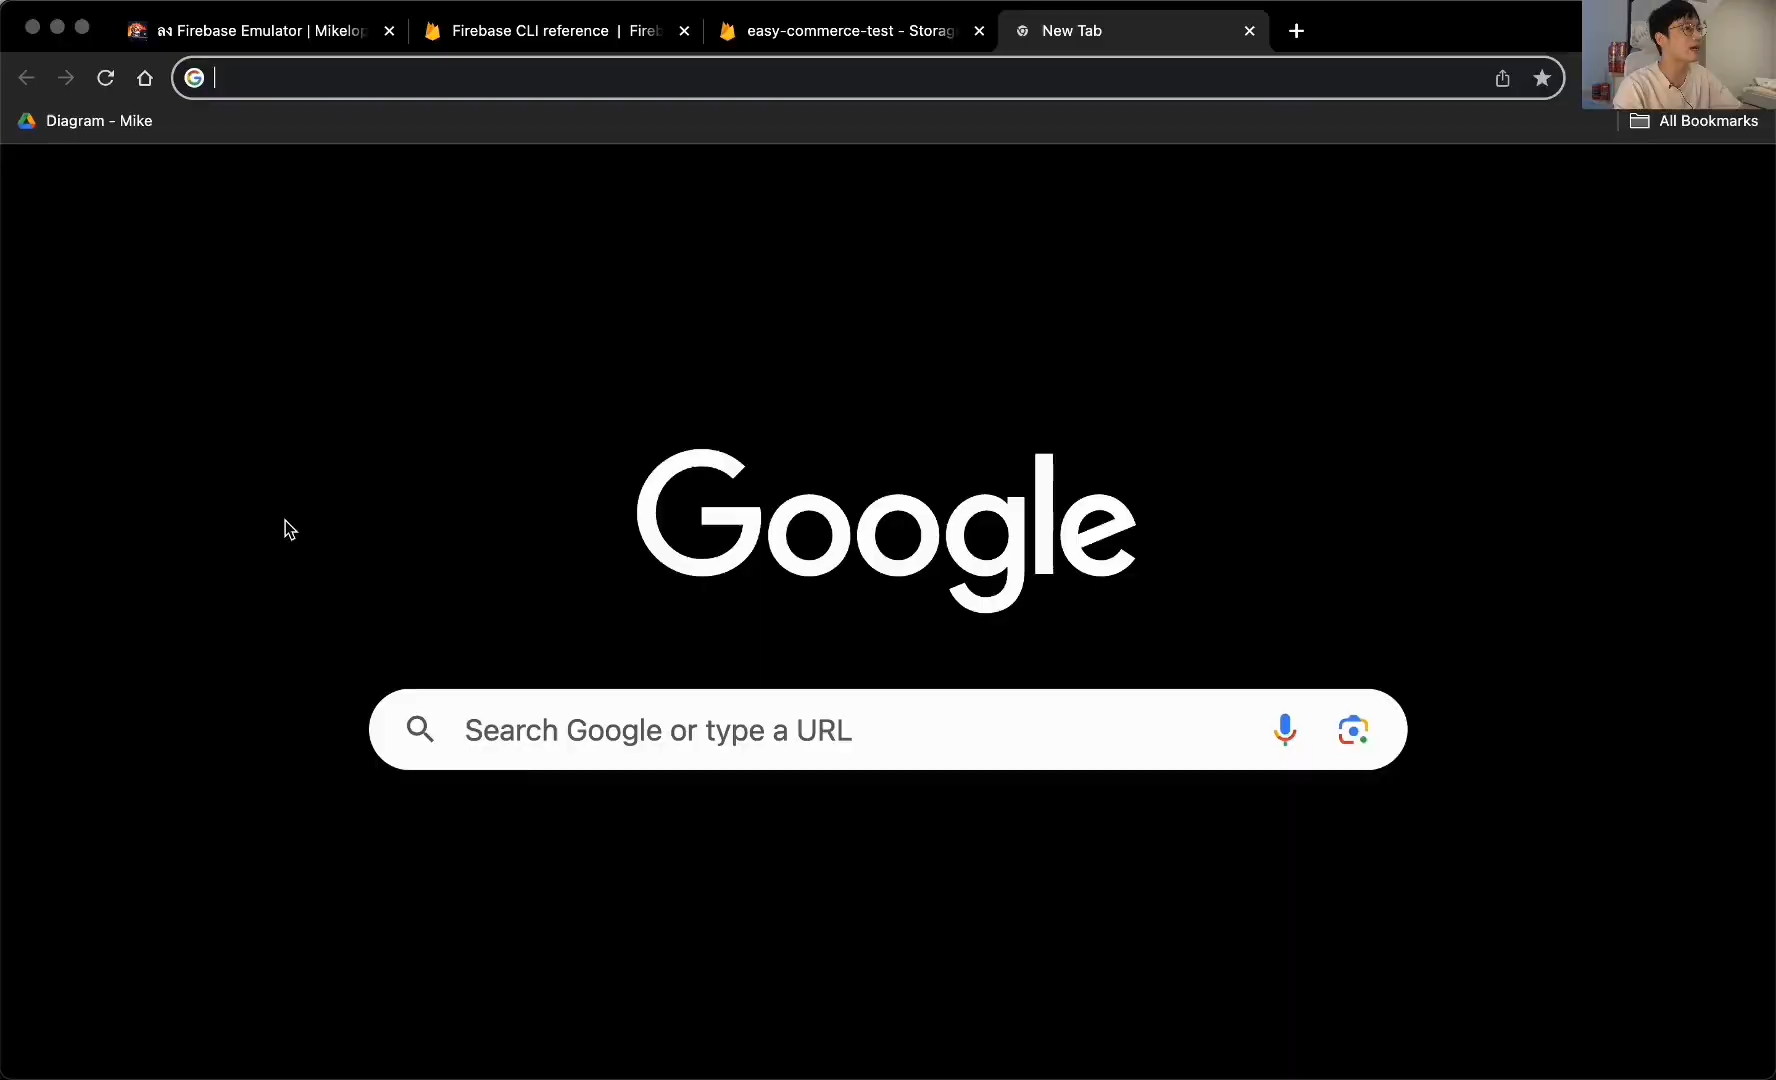 ลง Firebase Emulator | Mikelop
Firebase CLI reference | Fireb
easy-commerce-test - Storag
New Tab
Diagram - Mike
All Bookmarks
Google
Search Google or type a URL